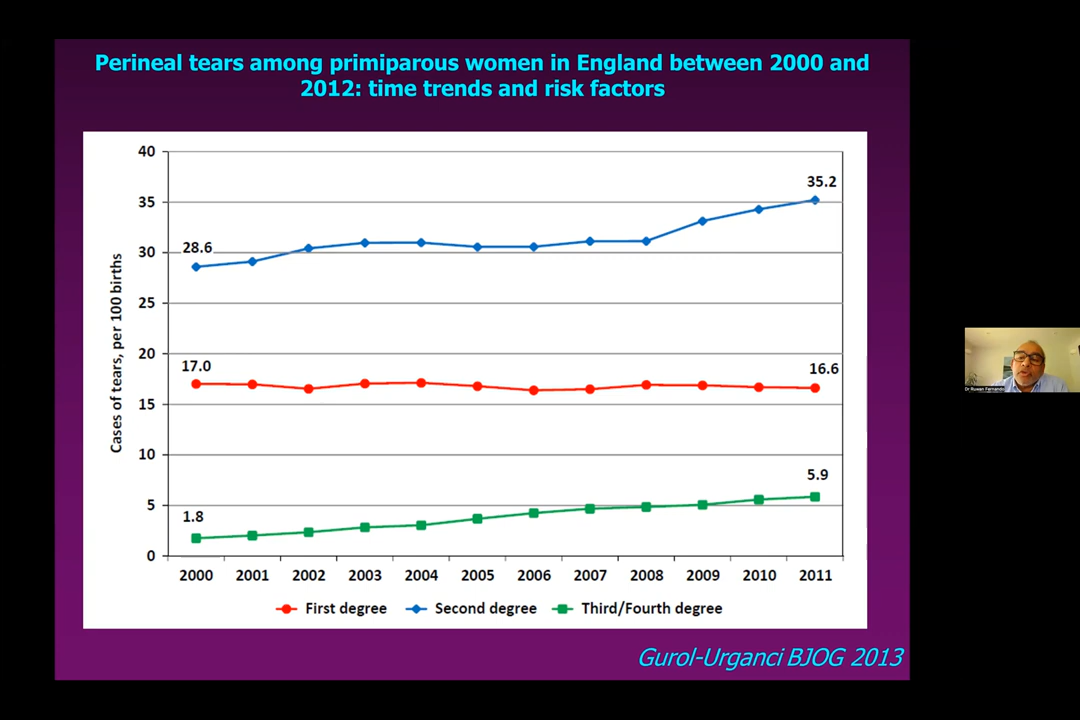 Perineal tears among primiparous women in England between 2000 and
2012: time trends and risk factors
40
35
30
25
20
15
10
5
0
Cases of tears, per 100 births
28.6
35.2
17.0
16.6
1.8
5.9
2000 2001 2002 2003 2004 2005 2006 2007 2008 2009 2010 2011
First degree Second degree Third/Fourth degree
Gurol-Urganci BJOG 2013
Dr Ruwan Fernando